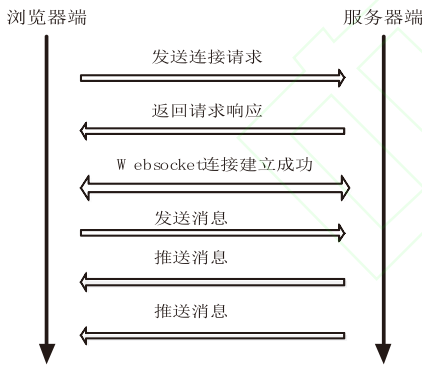 浏览器端 服务器端
发送连接请求
返回请求响应
Websocket连接建立成功
发送消息
推送消息
推送消息